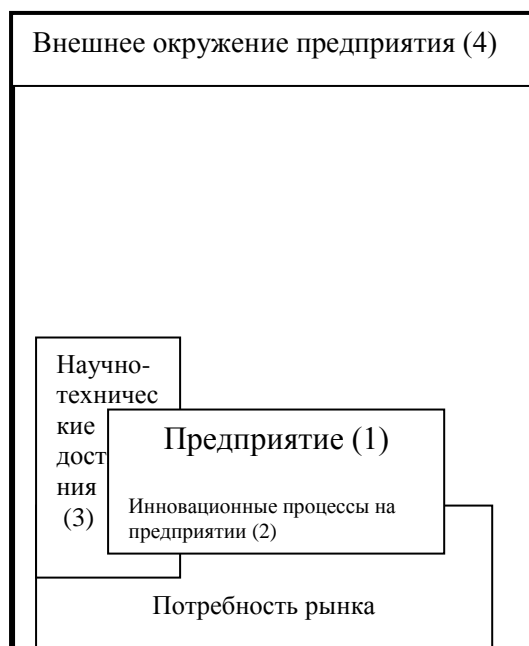 Внешнее окружение предприятия (4)
Научно-
техничес
кие
дост
ния
(3)
Предприятие (1)
Инновационные процессы на
предприятии (2)
Потребность рынка